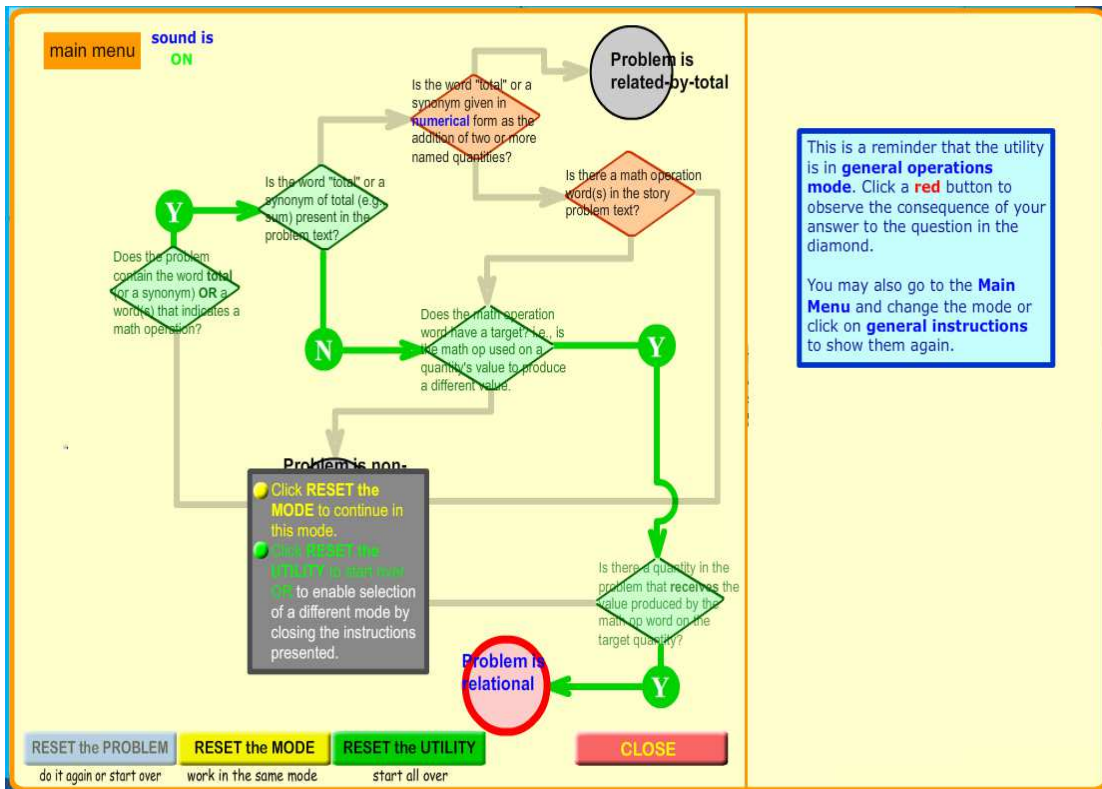 main menu
sound is
ON
Problem is
related-by-total
Is the word "total" or a
synonym given in
numerical form as the
addition of two or more
named quantities?
Is the word "total" or a
synonym of total (e.g.,
sum) present in the
problem text?
Is there a math operation
word(s) in the story
problem text?
Y
Does the problem
contain the word total
(or a synonym) OR a
word(s) that indicates a
math operation?
N
Does the math operation
word have a target? i.e., is
the math op used on a
quantity's value to produce
a different value.
Y
Problem is non-
Click RESET the
MODE to continue in
this mode.
Click RESET the
UTILITY to start over
OR to enable selection
of a different mode by
closing the instructions
presented.
Is there a quantity in the
problem that receives the
value produced by the
math op word on the
target quantity?
Problem is
relational
Y
RESET the PROBLEM
do it again or start over
RESET the MODE
work in the same mode
RESET the UTILITY
start all over
CLOSE
This is a reminder that the utility
is in general operations
mode. Click a red button to
observe the consequence of your
answer to the question in the
diamond.
You may also go to the Main
Menu and change the mode or
click on general instructions
to show them again.